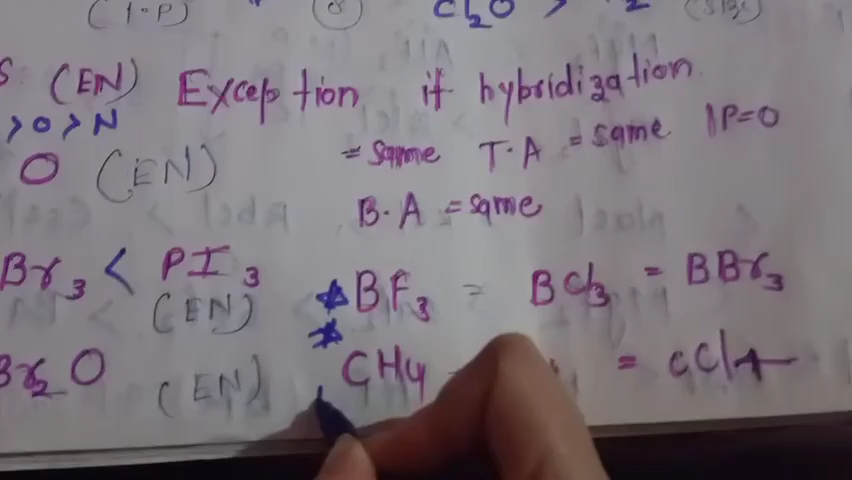 (I.P) Cl2O >
(EN) Exception if hybridization
>O>N = same T.A = same lP=0
O (EN) B.A = same
Br3 < PI3 BF3 = BCl3 = BBr3
(EN)
Br2O (EN) CH4 = CCl4